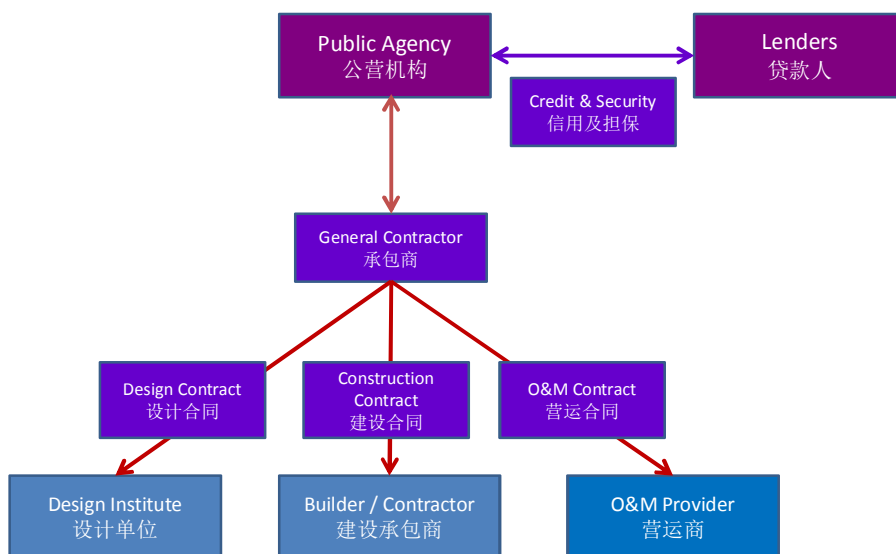 Public Agency
公营机构
Lenders
贷款人
Credit & Security
信用及担保
General Contractor
承包商
Design Contract
设计合同
Construction
Contract
建设合同
O&M Contract
营运合同
Design Institute
设计单位
Builder / Contractor
建设承包商
O&M Provider
营运商